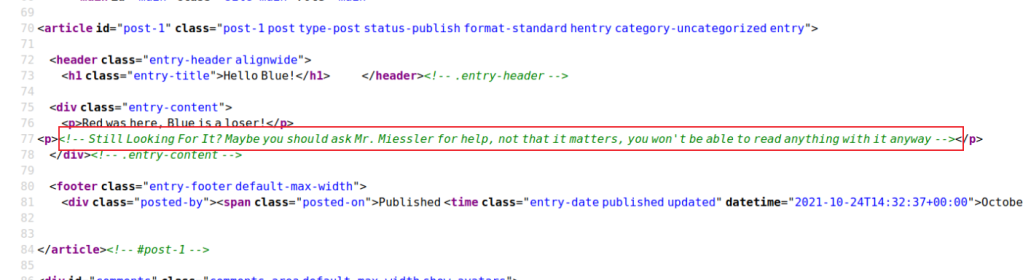 69
70 <article id="post-1" class="post-1 post type-post status-publish format-standard hentry category-uncategorized entry">
71
72 <header class="entry-header alignwide">
73 <h1 class="entry-title">Hello Blue!</h1> </header><!-- .entry-header -->
74
75 <div class="entry-content">
76 <p>Red was here, Blue is a loser!</p>
77 <p><!-- Still Looking For It? Maybe you should ask Mr. Miessler for help, not that it matters, you won't be able to read anything with it anyway --></p>
78 </div><!-- .entry-content -->
79
80 <footer class="entry-footer default-max-width">
81 <div class="posted-by"><span class="posted-on">Published <time class="entry-date published updated" datetime="2021-10-24T14:32:37+00:00">Octobe
82
83
84 </article><!-- #post-1 -->
85